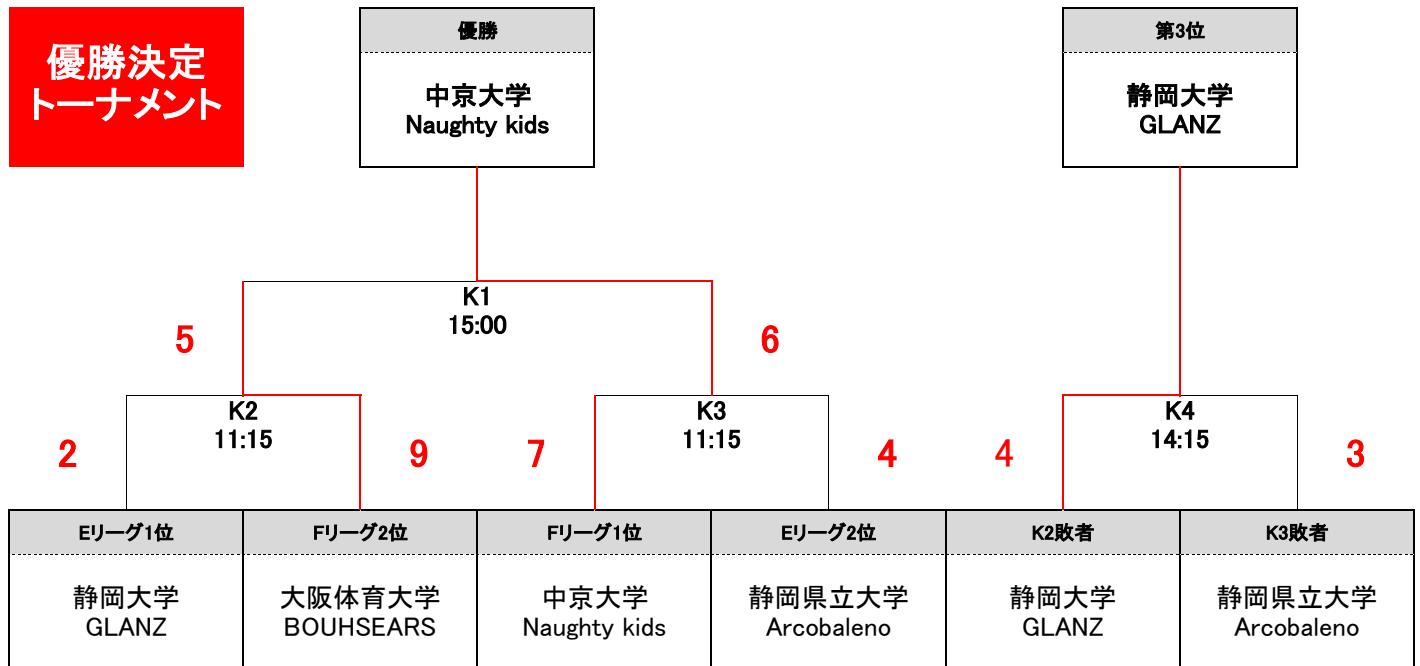 優勝決定
トーナメント
優勝
中京大学
Naughty kids
第3位
静岡大学
GLANZ
K1
15:00
5
6
K2
11:15
2
9
K3
11:15
7
4
K4
14:15
4
3
Eリーグ1位
静岡大学
GLANZ
Fリーグ2位
大阪体育大学
BOUHSEARS
Fリーグ1位
中京大学
Naughty kids
Eリーグ2位
静岡県立大学
Arcobaleno
K2敗者
静岡大学
GLANZ
K3敗者
静岡県立大学
Arcobaleno